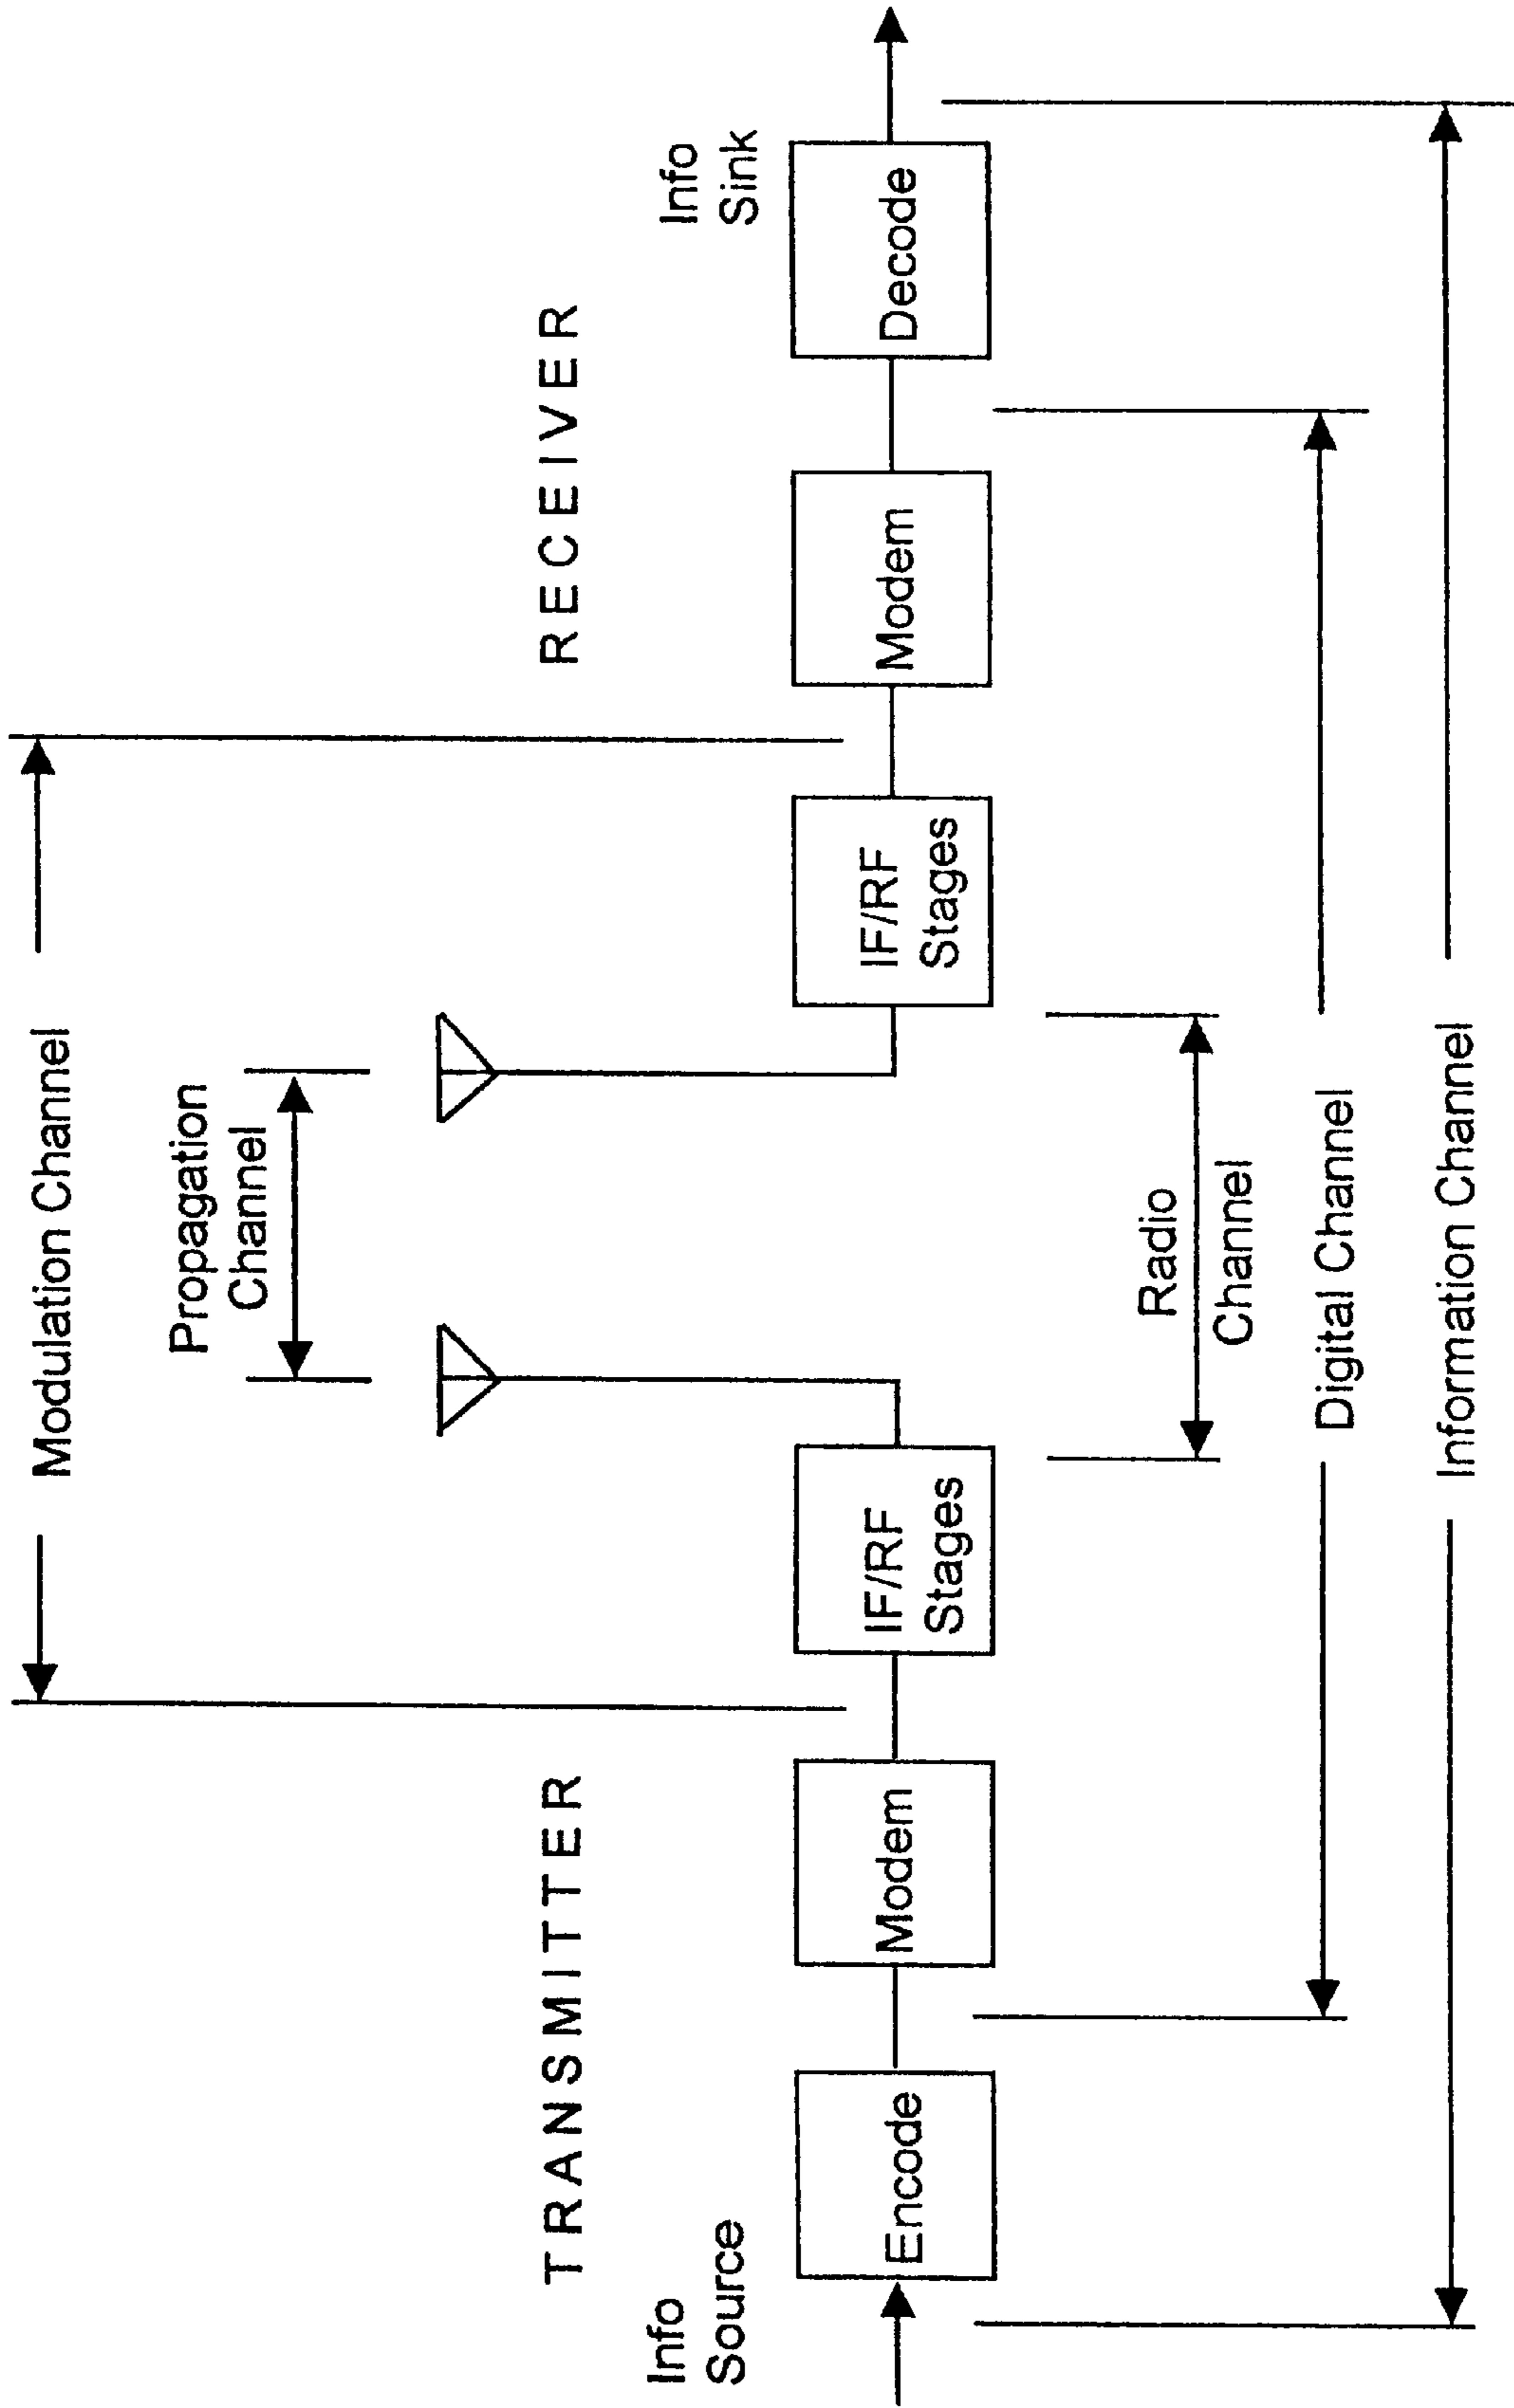 Modulation Channel
Propagation
Channel
TRANSMITTER
RECEIVER
Info
Source
Info
Sink
Encode
Modem
IF/RF
Stages
IF/RF
Stages
Modem
Decode
Radio
Channel
Digital Channel
Information Channel